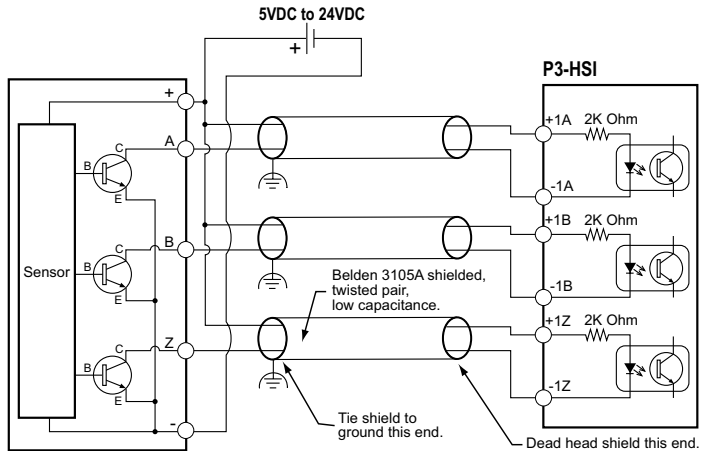 5VDC to 24VDC
+
P3-HSI
+
A
C
B
E
+1A 2K Ohm
-1A
B
C
B
E
+1B 2K Ohm
-1B
Sensor
Belden 3105A shielded,
twisted pair,
low capacitance.
Z
C
B
E
+1Z 2K Ohm
-1Z
-
Tie shield to
ground this end.
Dead head shield this end.